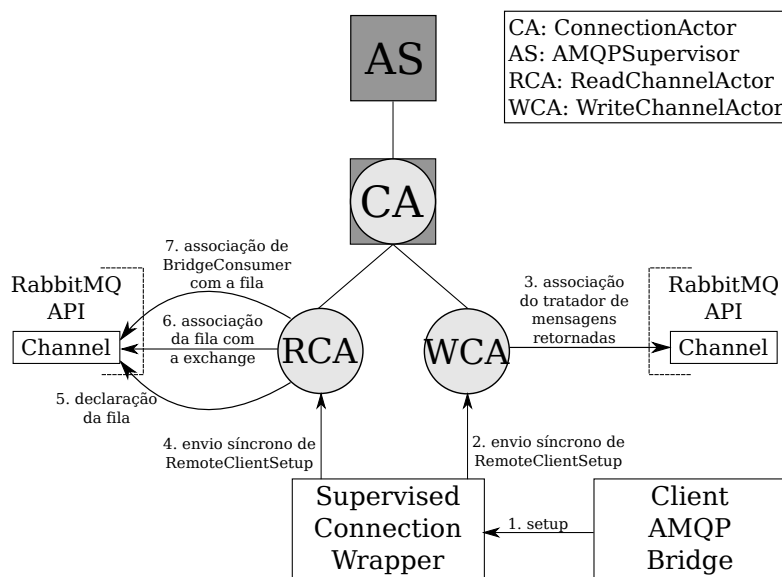 AS
CA: ConnectionActor
AS: AMQPSupervisor
RCA: ReadChannelActor
WCA: WriteChannelActor
CA
7. associação de
BridgeConsumer
com a fila
RabbitMQ
API
Channel
6. associação
da fila com
a exchange
5. declaração
da fila
RCA
WCA
3. associação
do tratador de
mensagens
retornadas
RabbitMQ
API
Channel
4. envio síncrono de
RemoteClientSetup
2. envio síncrono de
RemoteClientSetup
Supervised
Connection
Wrapper
1. setup
Client
AMQP
Bridge